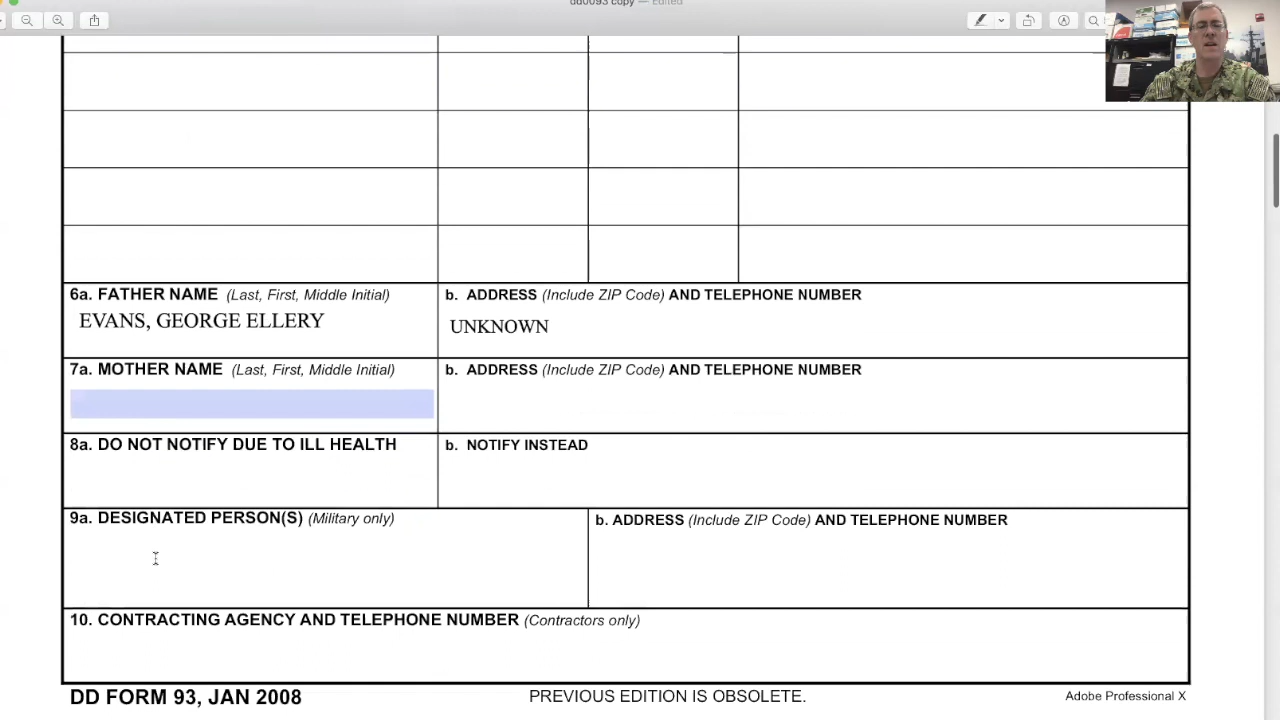 dd0093 copy — Edited
6a. FATHER NAME (Last, First, Middle Initial)
b. ADDRESS (Include ZIP Code) AND TELEPHONE NUMBER
EVANS, GEORGE ELLERY
UNKNOWN
7a. MOTHER NAME (Last, First, Middle Initial)
b. ADDRESS (Include ZIP Code) AND TELEPHONE NUMBER
8a. DO NOT NOTIFY DUE TO ILL HEALTH
b. NOTIFY INSTEAD
9a. DESIGNATED PERSON(S) (Military only)
b. ADDRESS (Include ZIP Code) AND TELEPHONE NUMBER
10. CONTRACTING AGENCY AND TELEPHONE NUMBER (Contractors only)
DD FORM 93, JAN 2008
PREVIOUS EDITION IS OBSOLETE.
Adobe Professional X